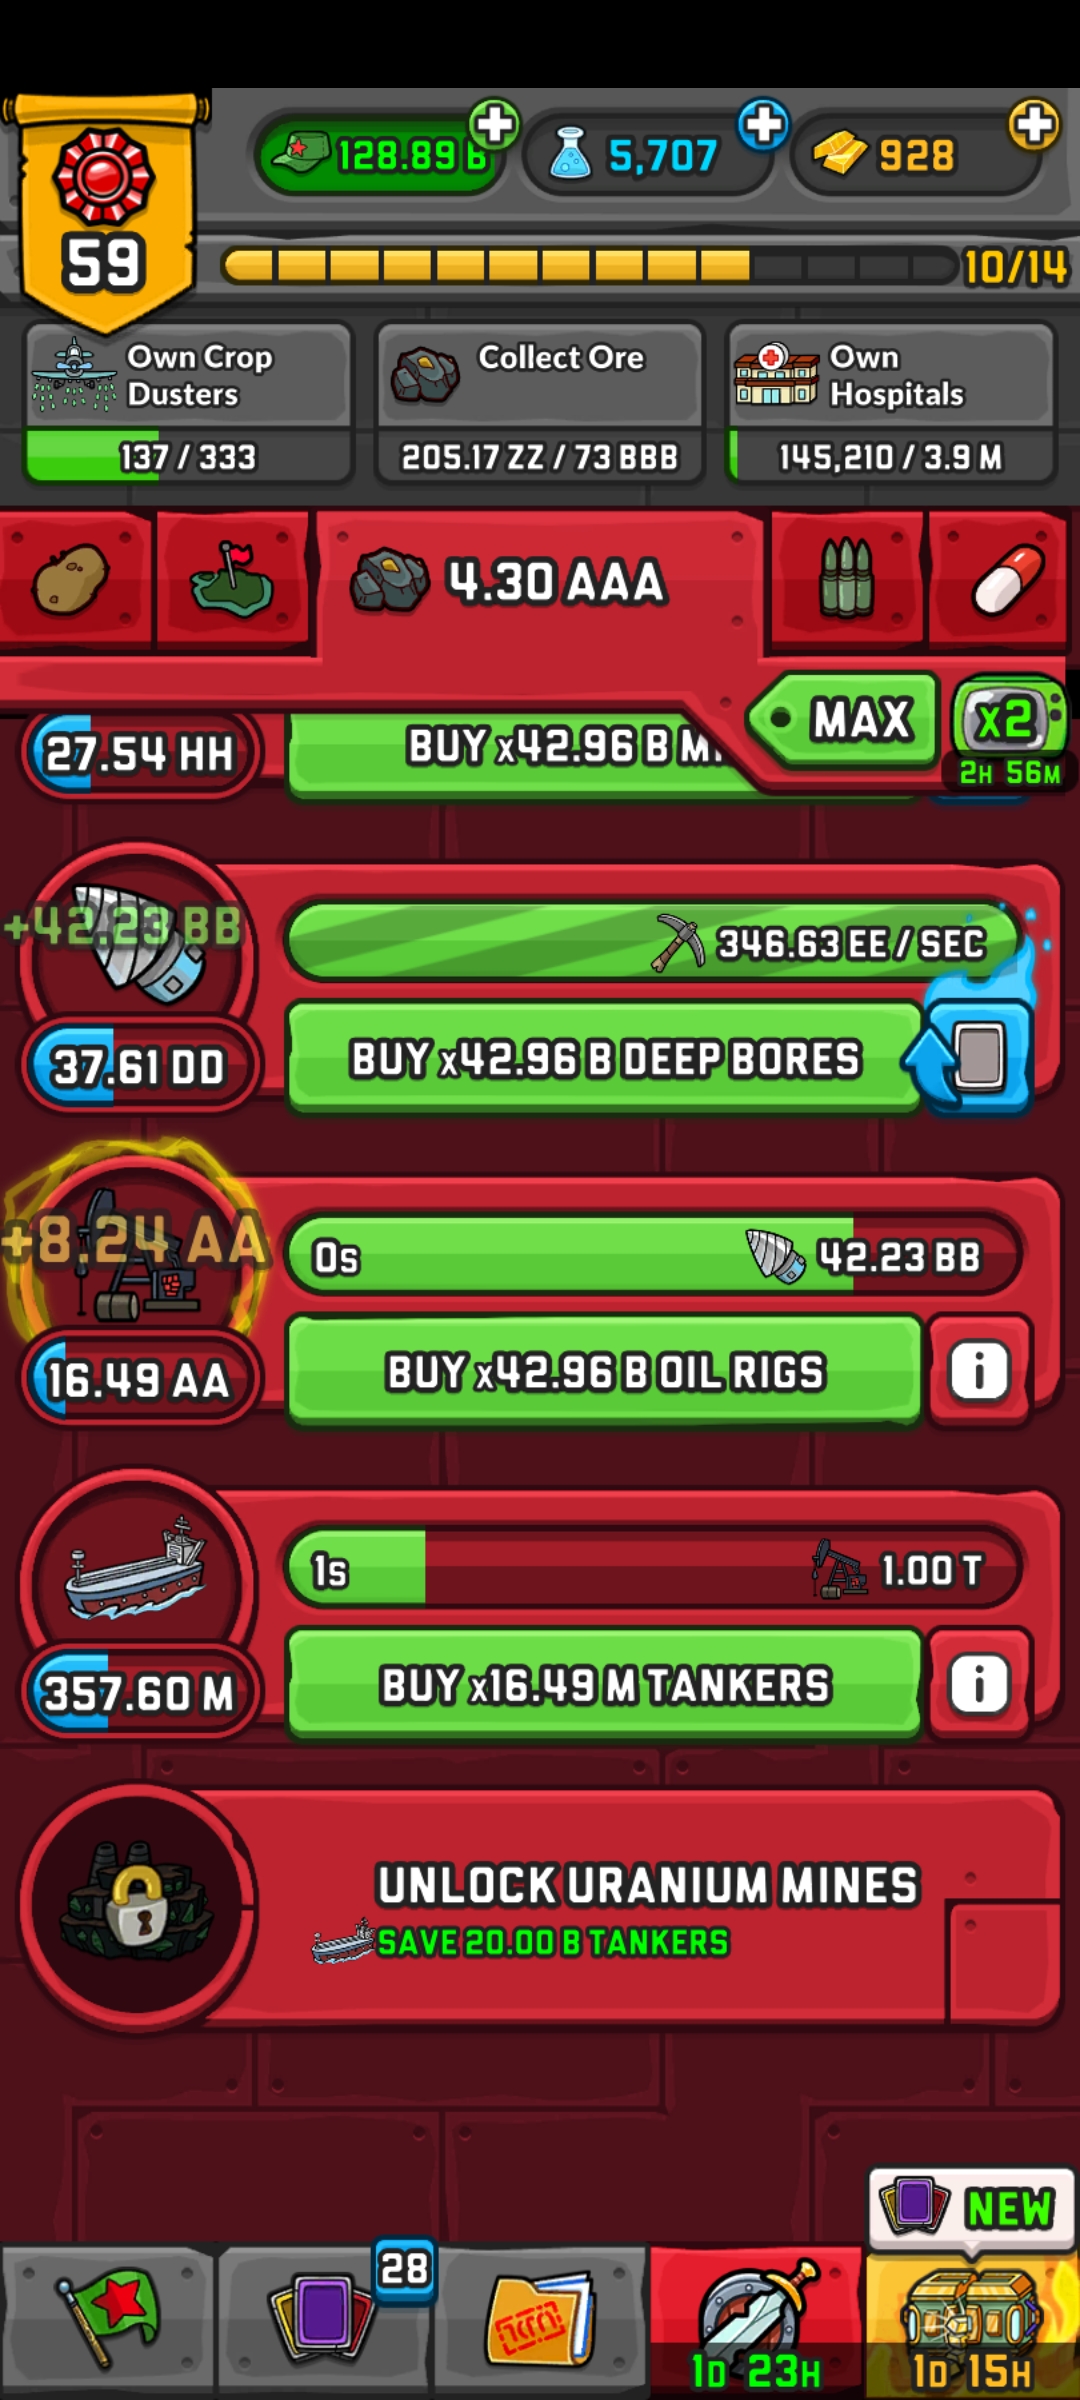 128.89 B
5,707
928
59
10/14
Own Crop
Dusters
137 / 333
Collect Ore
205.17 ZZ / 73 BBB
Own
Hospitals
145,210 / 3.9 M
4.30 AAA
MAX
x2
2H 56M
27.54 HH
BUY x42.96 B M
+42.23 BB
346.63 EE / SEC
37.61 DD
BUY x42.96 B DEEP BORES
+8.24 AA
0s
42.23 BB
16.49 AA
BUY x42.96 B OIL RIGS
i
1s
1.00 T
357.60 M
BUY x16.49 M TANKERS
i
UNLOCK URANIUM MINES
SAVE 20.00 B TANKERS
NEW
28
1D 23H
1D 15H